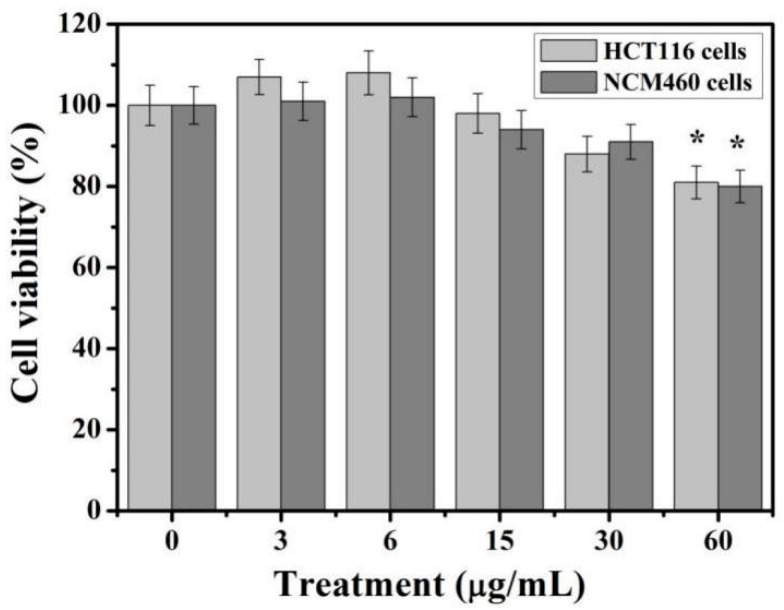 120
100
80
60
40
20
0
Cell viability (%)
HCT116 cells
NCM460 cells
* *
0 3 6 15 30 60
Treatment (μg/mL)